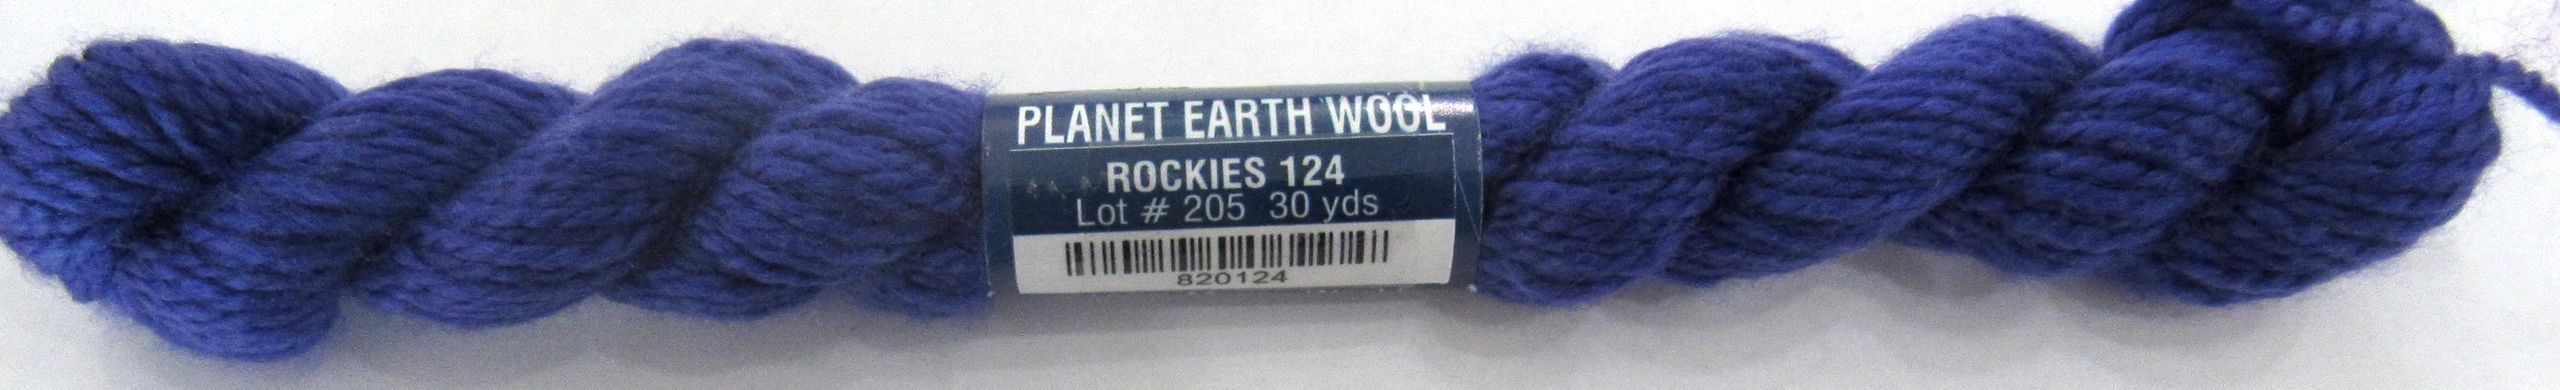 PLANET EARTH WOOL
ROCKIES 124
Lot # 205 30 yds
820124